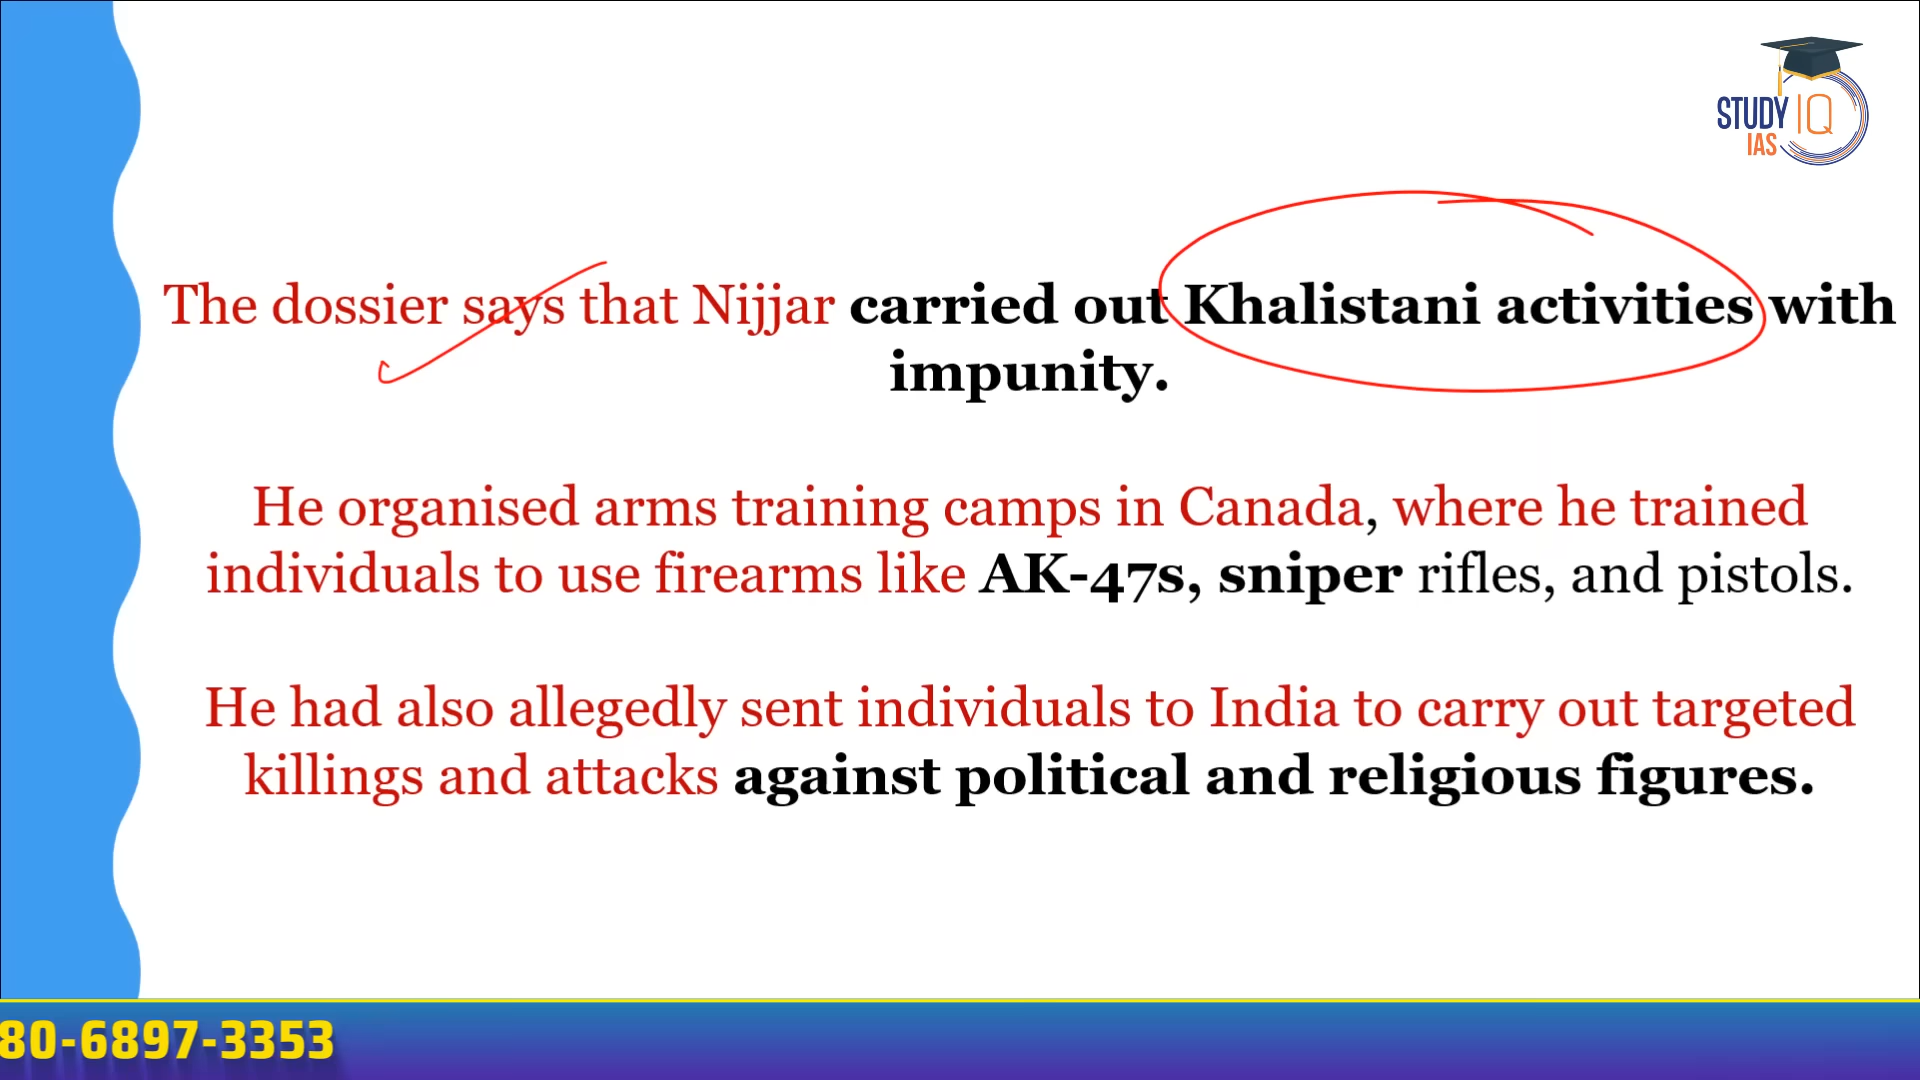 STUDY IQ
IAS
The dossier says that Nijjar carried out Khalistani activities with
impunity.
He organised arms training camps in Canada, where he trained
individuals to use firearms like AK-47s, sniper rifles, and pistols.
He had also allegedly sent individuals to India to carry out targeted
killings and attacks against political and religious figures.
80-6897-3353